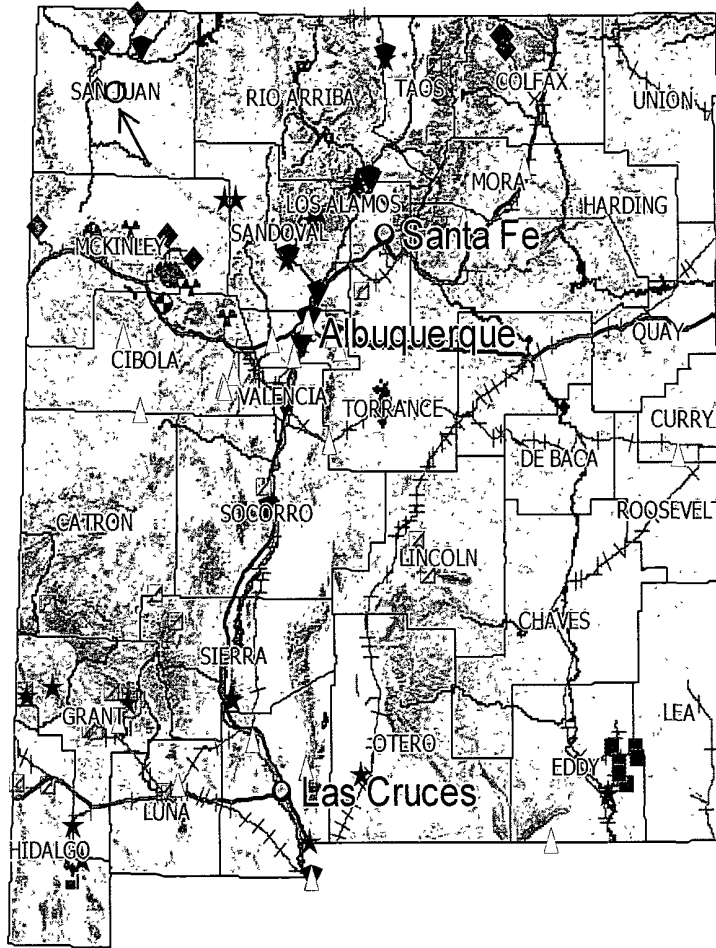 SAN JUAN
RIO ARRIBA
TAOS
COLFAX
UNION
MORA
HARDING
LOS ALAMOS
SANDOVAL
MCKINLEY
Santa Fe
Albuquerque
QUAY
CIBOLA
VALENCIA
TORRANCE
CURRY
DE BACA
ROOSEVELT
SOCORRO
CATRON
LINCOLN
CHAVES
SIERRA
GRANT
OTERO
LEA
EDDY
Las Cruces
LUNA
HIDALGO